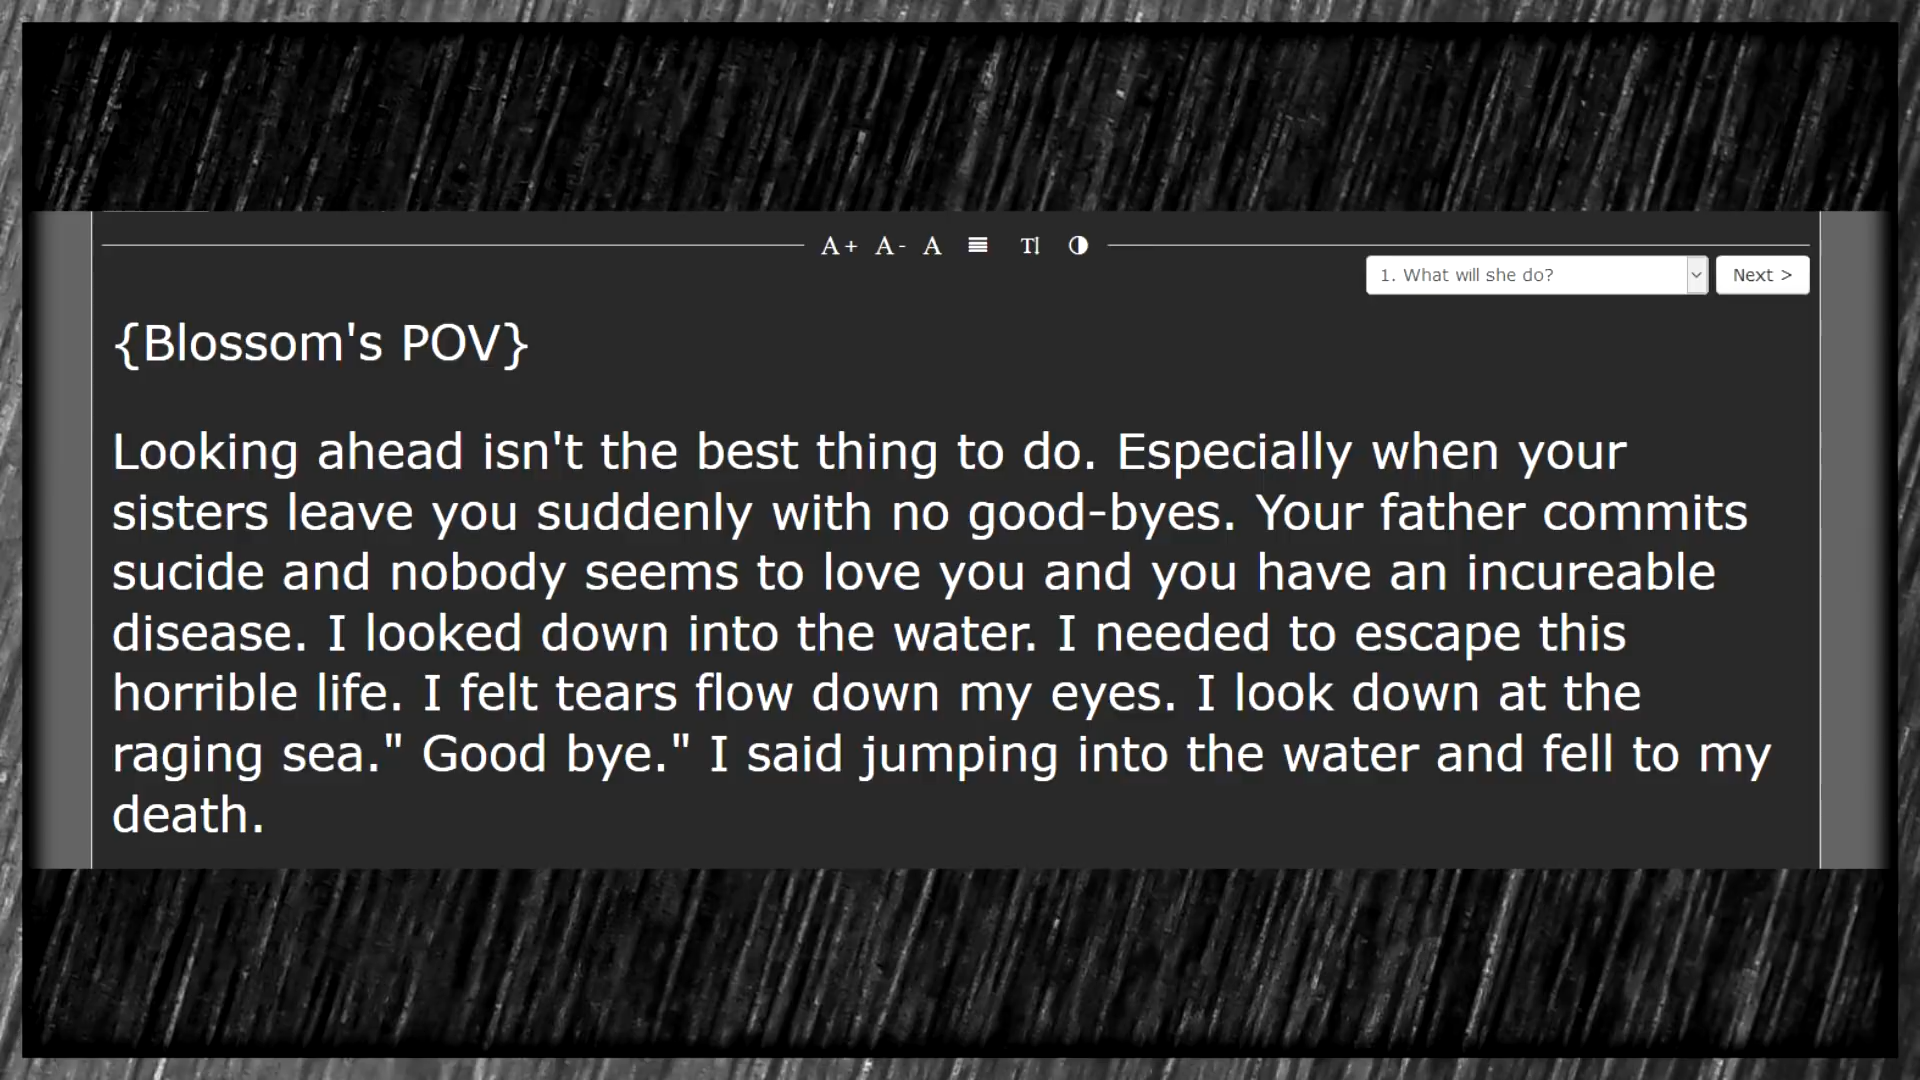 A+ A- A T
1. What will she do? Next >
{Blossom's POV}
Looking ahead isn't the best thing to do. Especially when your
sisters leave you suddenly with no good-byes. Your father commits
sucide and nobody seems to love you and you have an incureable
disease. I looked down into the water. I needed to escape this
horrible life. I felt tears flow down my eyes. I look down at the
raging sea." Good bye." I said jumping into the water and fell to my
death.